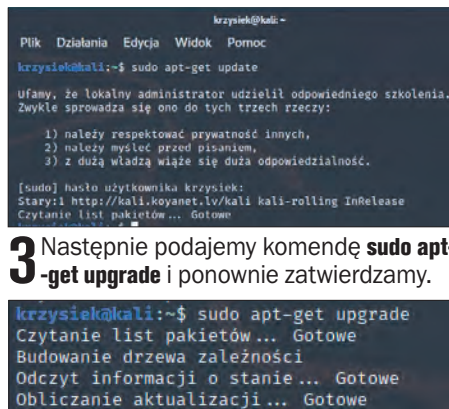 krzysiek@kali: ~
Plik Działania Edycja Widok Pomoc
krzysiek@kali:~$ sudo apt-get update
Ufamy, że lokalny administrator udzielił odpowiedniego szkolenia.
Zwykle sprowadza się ono do tych trzech rzeczy:
1) należy respektować prywatność innych,
2) należy myśleć przed pisaniem,
3) z dużą władzą wiąże się duża odpowiedzialność.
[sudo] hasło użytkownika krzysiek:
Stary:1 http://kali.koyanet.lv/kali kali-rolling InRelease
Czytanie list pakietów... Gotowe
3 Następnie podajemy komendę sudo apt-
-get upgrade i ponownie zatwierdzamy.
krzysiek@kali:~$ sudo apt-get upgrade
Czytanie list pakietów... Gotowe
Budowanie drzewa zależności
Odczyt informacji o stanie... Gotowe
Obliczanie aktualizacji... Gotowe